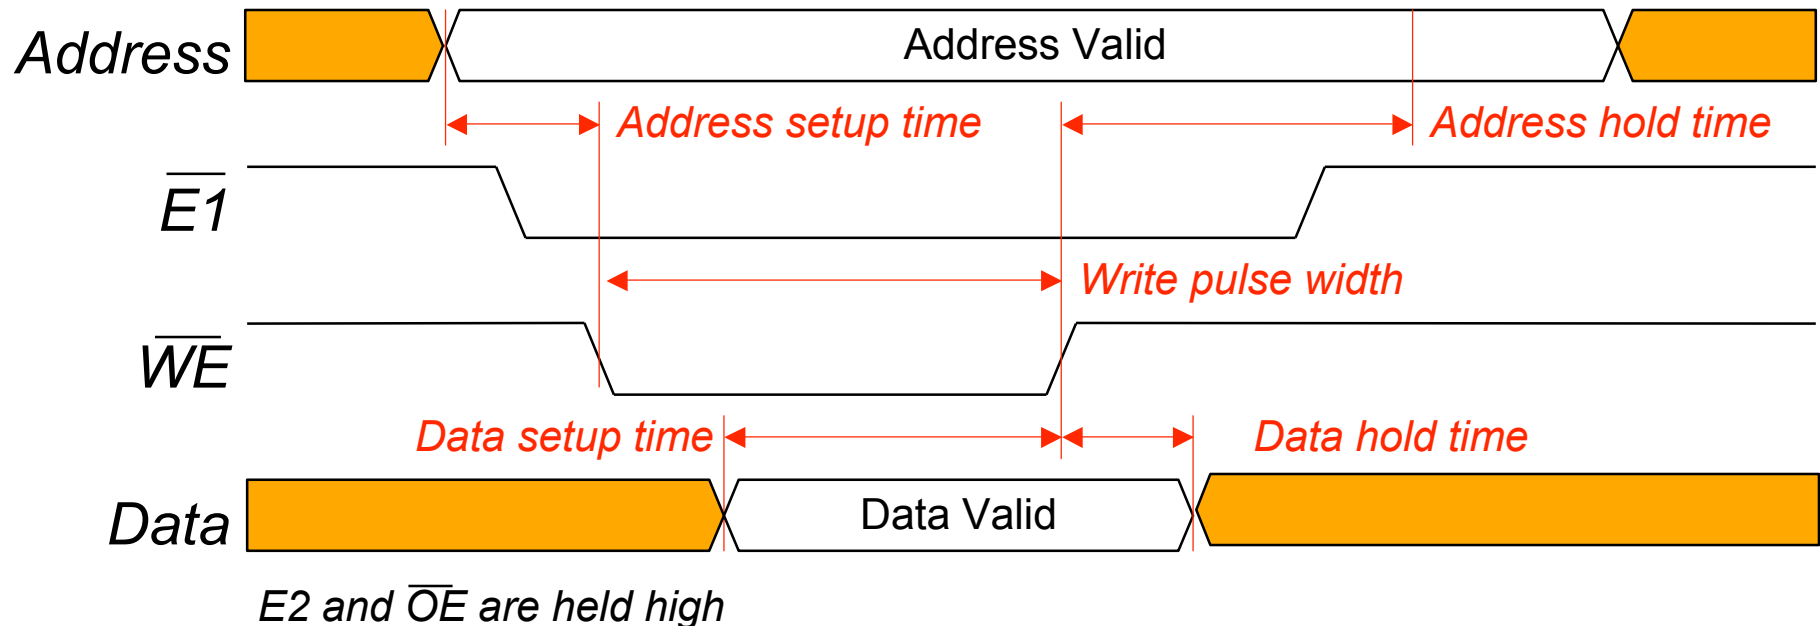 Address
Address Valid
Address setup time
Address hold time
E1
Write pulse width
WE
Data setup time
Data hold time
Data
Data Valid
E2 and OE are held high